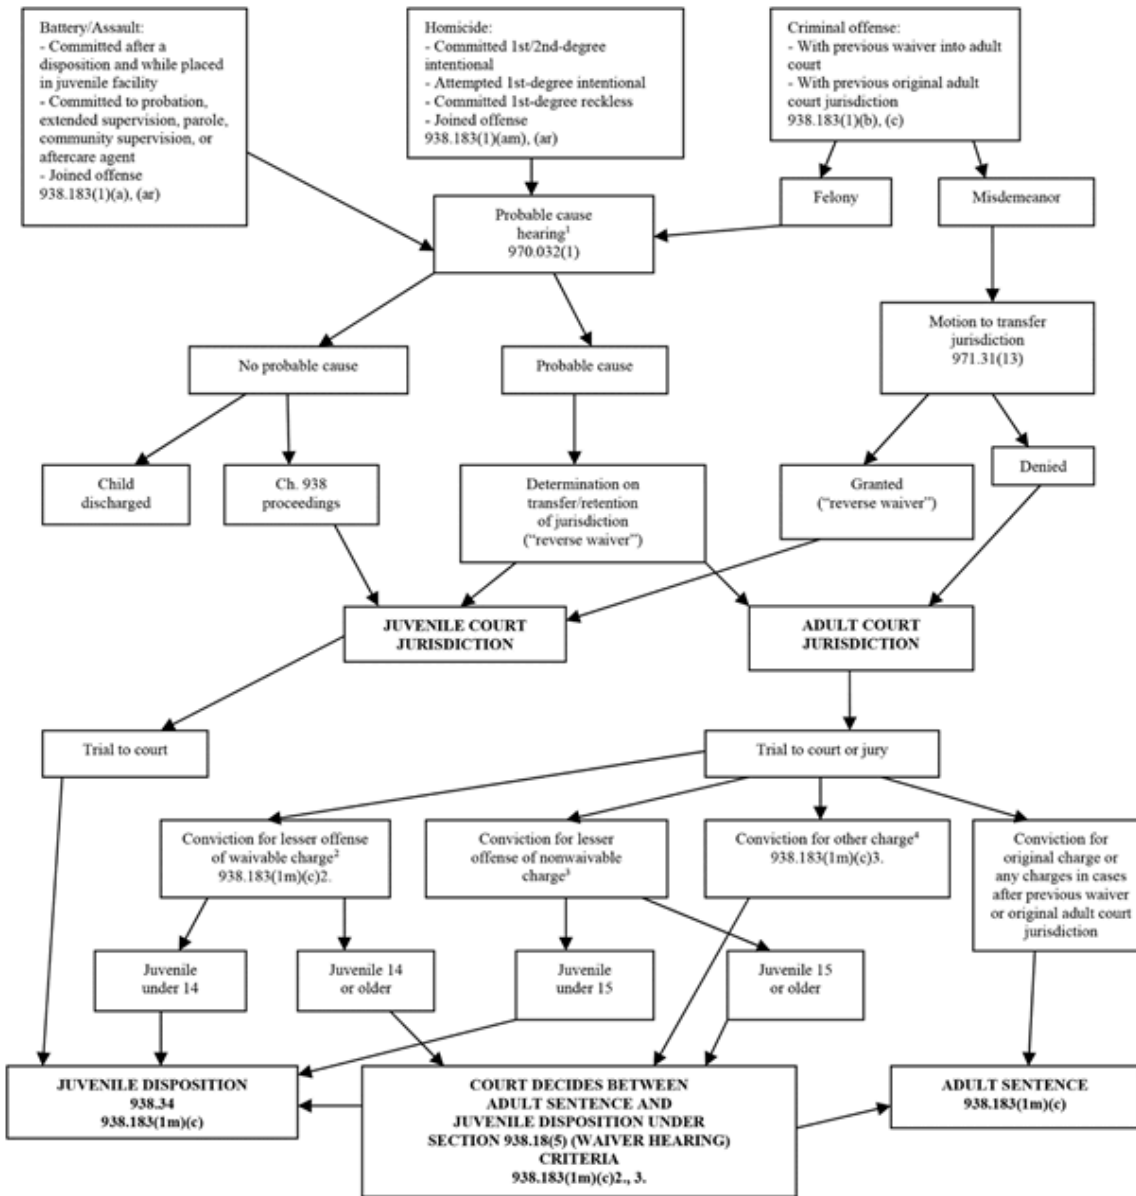 Battery/Assault:
- Committed after a
disposition and while placed
in juvenile facility
- Committed to probation,
extended supervision, parole,
community supervision, or
aftercare agent
- Joined offense
938.183(1)(a), (ar)
Homicide:
- Committed 1st/2nd-degree
intentional
- Attempted 1st-degree intentional
- Committed 1st-degree reckless
- Joined offense
938.183(1)(am), (ar)
Criminal offense:
- With previous waiver into adult
court
- With previous original adult
court jurisdiction
938.183(1)(b), (c)
Felony
Misdemeanor
Probable cause
hearing¹
970.032(1)
Motion to transfer
jurisdiction
971.31(13)
No probable cause
Probable cause
Child
discharged
Ch. 938
proceedings
Determination on
transfer/retention
of jurisdiction
("reverse waiver")
Granted
("reverse waiver")
Denied
JUVENILE COURT
JURISDICTION
ADULT COURT
JURISDICTION
Trial to court
Trial to court or jury
Conviction for lesser offense
of waivable charge²
938.183(1m)(c)2.
Conviction for lesser
offense of nonwaivable
charge³
Conviction for other charge⁴
938.183(1m)(c)3.
Conviction for
original charge or
any charges in cases
after previous waiver
or original adult court
jurisdiction
Juvenile
under 14
Juvenile 14
or older
Juvenile
under 15
Juvenile 15
or older
JUVENILE DISPOSITION
938.34
938.183(1m)(c)
COURT DECIDES BETWEEN
ADULT SENTENCE AND
JUVENILE DISPOSITION UNDER
SECTION 938.18(5) (WAIVER HEARING)
CRITERIA
938.183(1m)(c)2., 3.
ADULT SENTENCE
938.183(1m)(c)